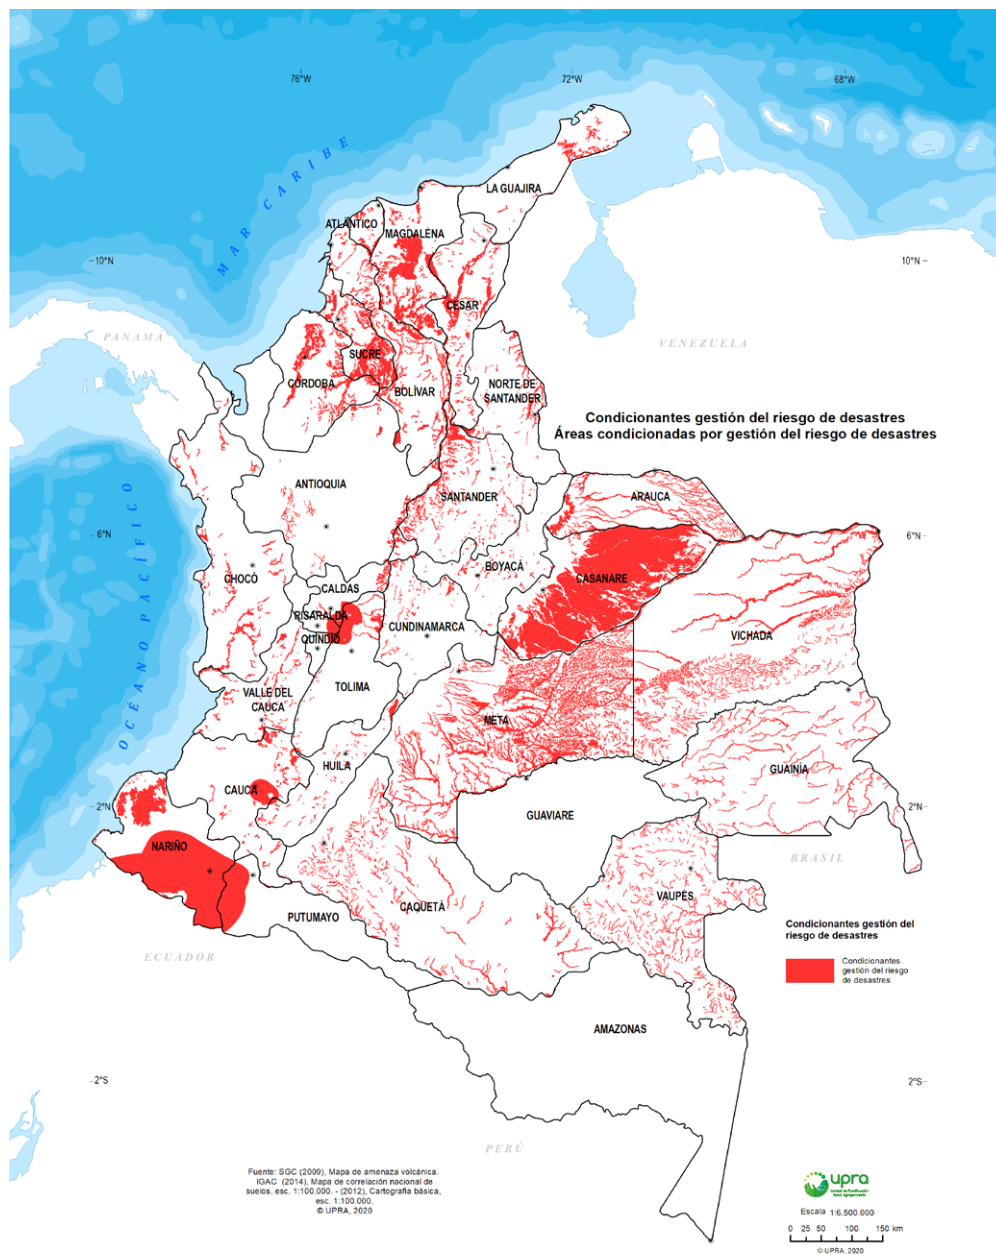 76°W
72°W
68°W
MAR CARIBE
LA GUAJIRA
ATLÁNTICO
MAGDALENA
10°N
10°N
CESAR
PANAMÁ
VENEZUELA
SUCRE
CÓRDOBA
BOLÍVAR
NORTE DE
SANTANDER
Condicionantes gestión del riesgo de desastres
Áreas condicionadas por gestión del riesgo de desastres
ANTIOQUIA
SANTANDER
ARAUCA
OCÉANO PACÍFICO
6°N
6°N
BOYACÁ
CHOCÓ
CASANARE
CALDAS
RISARALDA
CUNDINAMARCA
QUINDÍO
VICHADA
TOLIMA
VALLE DEL
CAUCA
META
HUILA
GUAINÍA
CAUCA
2°N
2°N
GUAVIARE
NARIÑO
BRASIL
VAUPÉS
CAQUETÁ
PUTUMAYO
ECUADOR
Condicionantes gestión del
riesgo de desastres
Condicionantes
gestión del riesgo
de desastres
AMAZONAS
2°S
2°S
PERÚ
Fuente: SGC (2009), Mapa de amenaza volcánica.
IGAC (2014), Mapa de correlación nacional de
suelos, esc. 1:100.000. - (2012), Cartografía básica,
esc. 1:100.000.
© UPRA, 2020
upra
Unidad de Planificación
Rural Agropecuaria
Escala 1:6.500.000
0 25 50 100 150 km
© UPRA, 2020